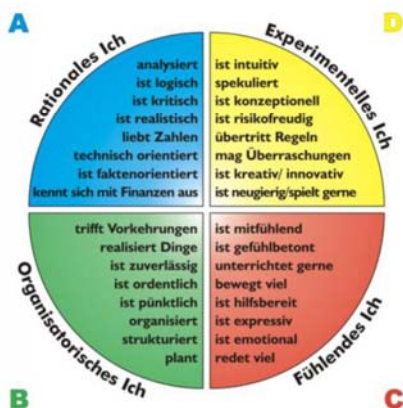 A
D
Rationales Ich
Experimentelles Ich
analysiert
ist logisch
ist kritisch
ist realistisch
liebt Zahlen
technisch orientiert
ist faktenorientiert
kennt sich mit Finanzen aus
ist intuitiv
spekuliert
ist konzeptionell
ist risikofreudig
übertritt Regeln
mag Überraschungen
ist kreativ/ innovativ
ist neugierig/spielt gerne
trifft Vorkehrungen
realisiert Dinge
ist zuverlässig
ist ordentlich
ist pünktlich
organisiert
strukturiert
plant
ist mitfühlend
ist gefühlbetont
unterrichtet gerne
bewegt viel
ist hilfsbereit
ist expressiv
ist emotional
redet viel
Organisatorisches Ich
Fühlendes Ich
B
C